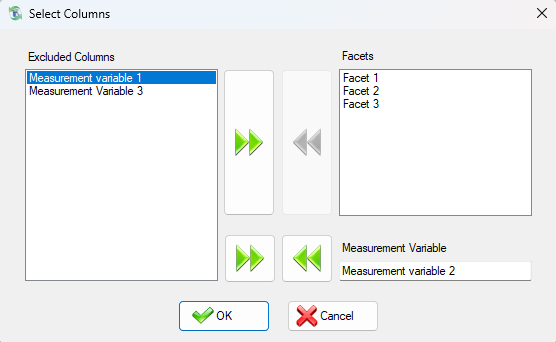 Select Columns
Excluded Columns
Measurement variable 1
Measurement Variable 3
Facets
Facet 1
Facet 2
Facet 3
Measurement Variable
Measurement variable 2
OK
Cancel